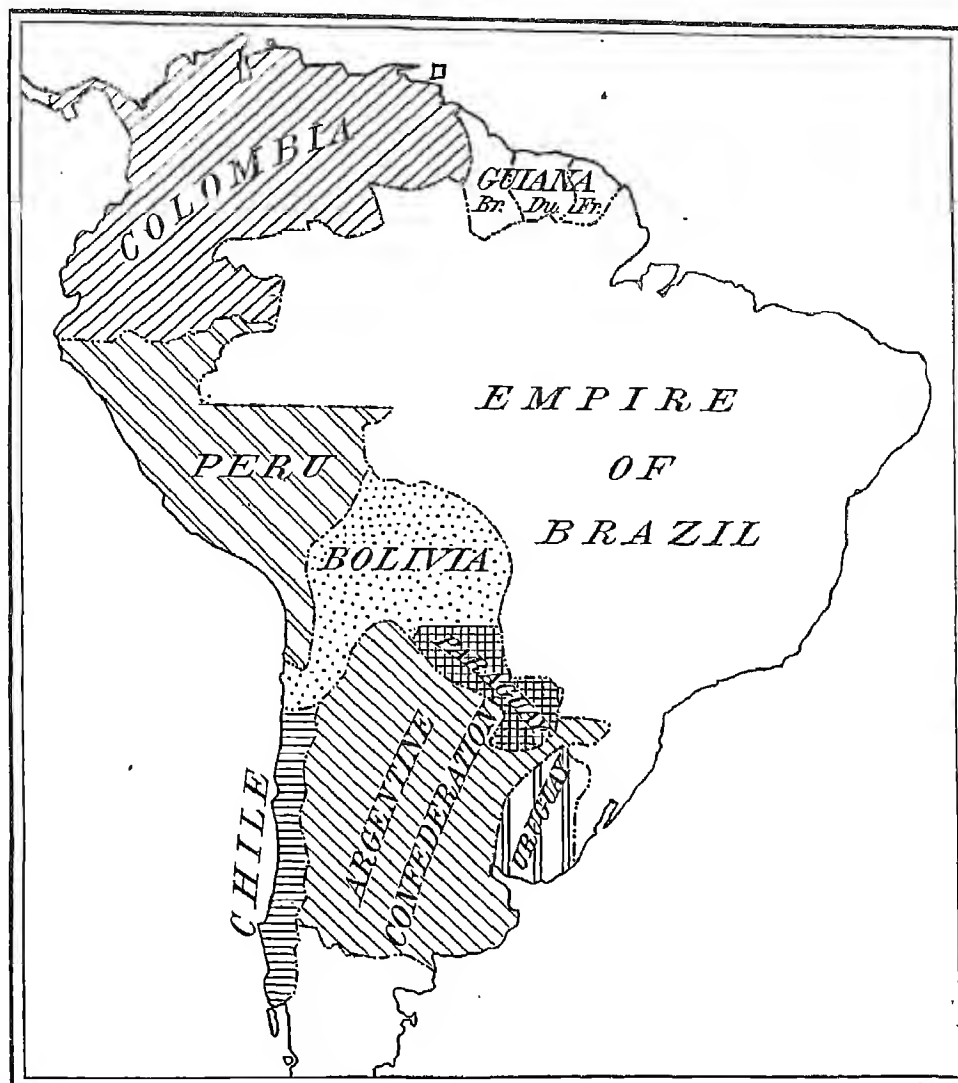 COLOMBIA
GUIANA
Br. Du. Fr.
EMPIRE
OF
BRAZIL
PERU
BOLIVIA
PARAGUAY
ARGENTINE
CONFEDERATION
URUGUAY
CHILE